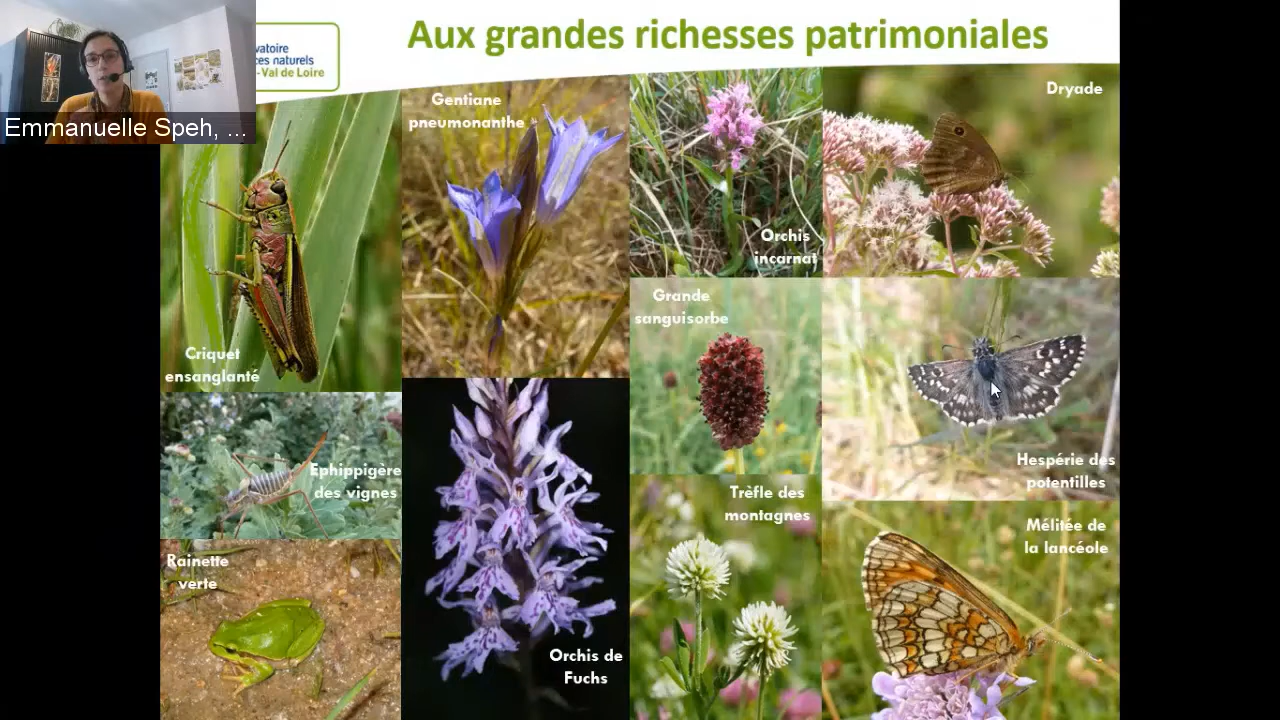 Aux grandes richesses patrimoniales
vatoire
ces naturels
-Val de Loire
Emmanuelle Speh, ...
Gentiane
pneumonanthe
Orchis
incarnat
Dryade
Criquet
ensanglanté
Grande
sanguisorbe
Hespérie des
potentilles
Ephippigère
des vignes
Trèfle des
montagnes
Mélitée de
la lancéole
Rainette
verte
Orchis de
Fuchs